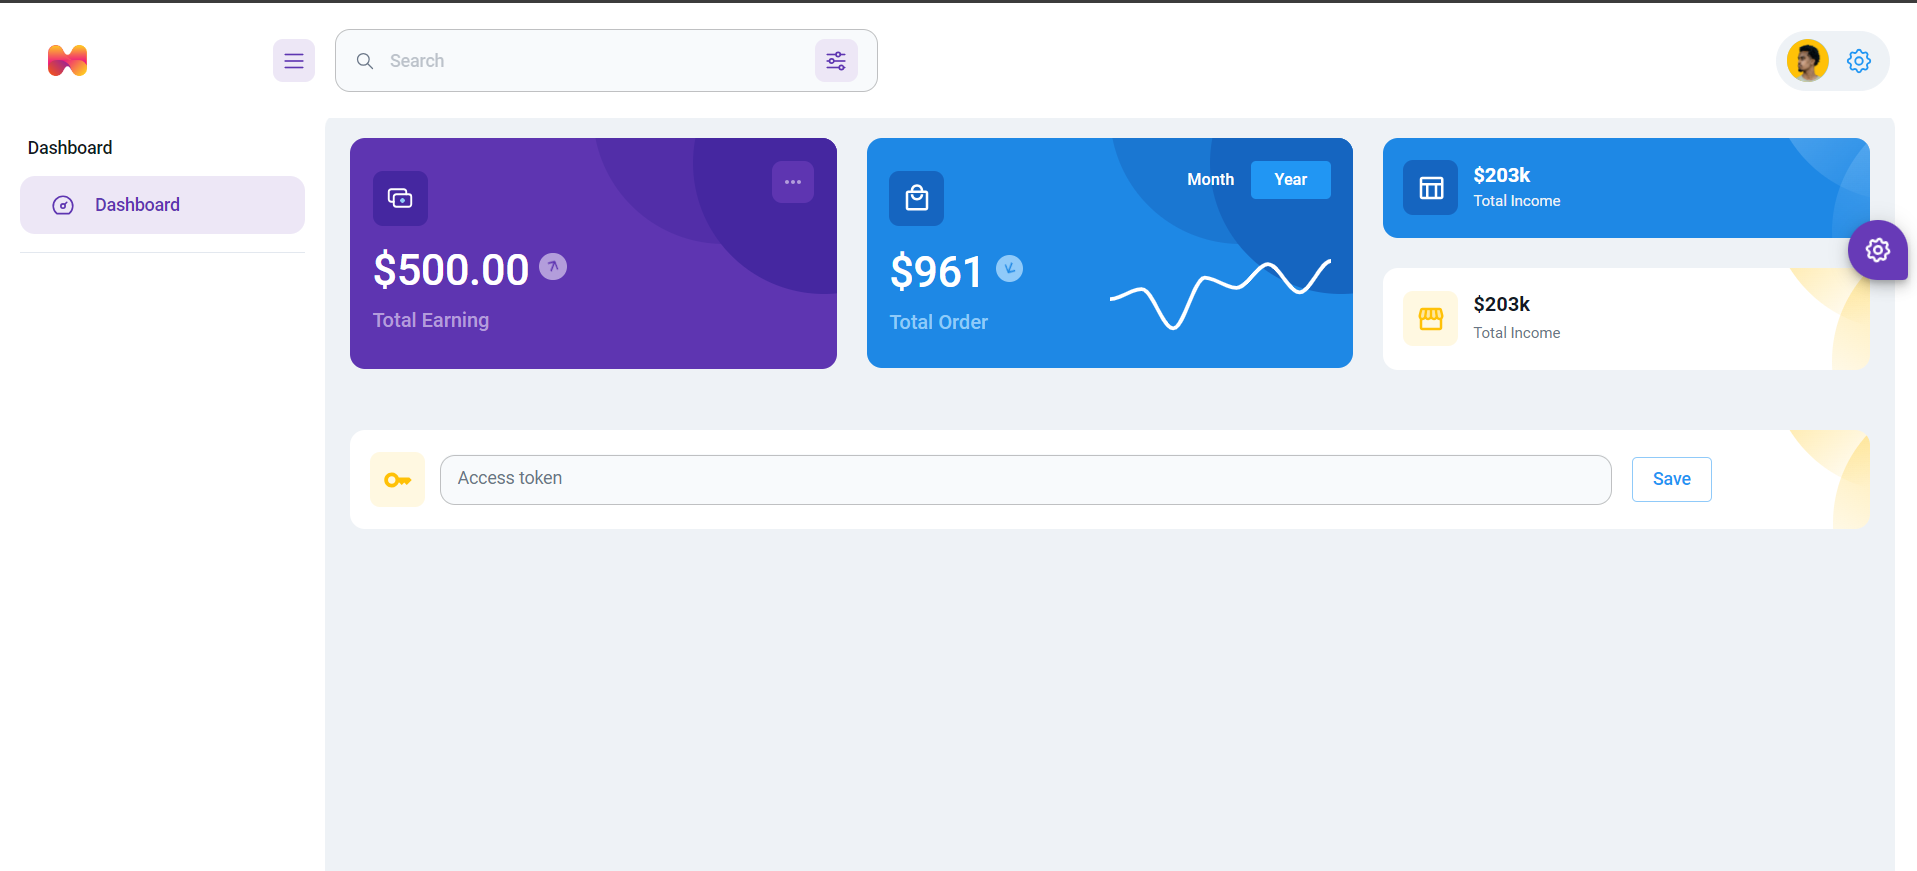 Search
Dashboard
Dashboard
$500.00
Total Earning
Month
Year
$961
Total Order
$203k
Total Income
$203k
Total Income
Access token
Save